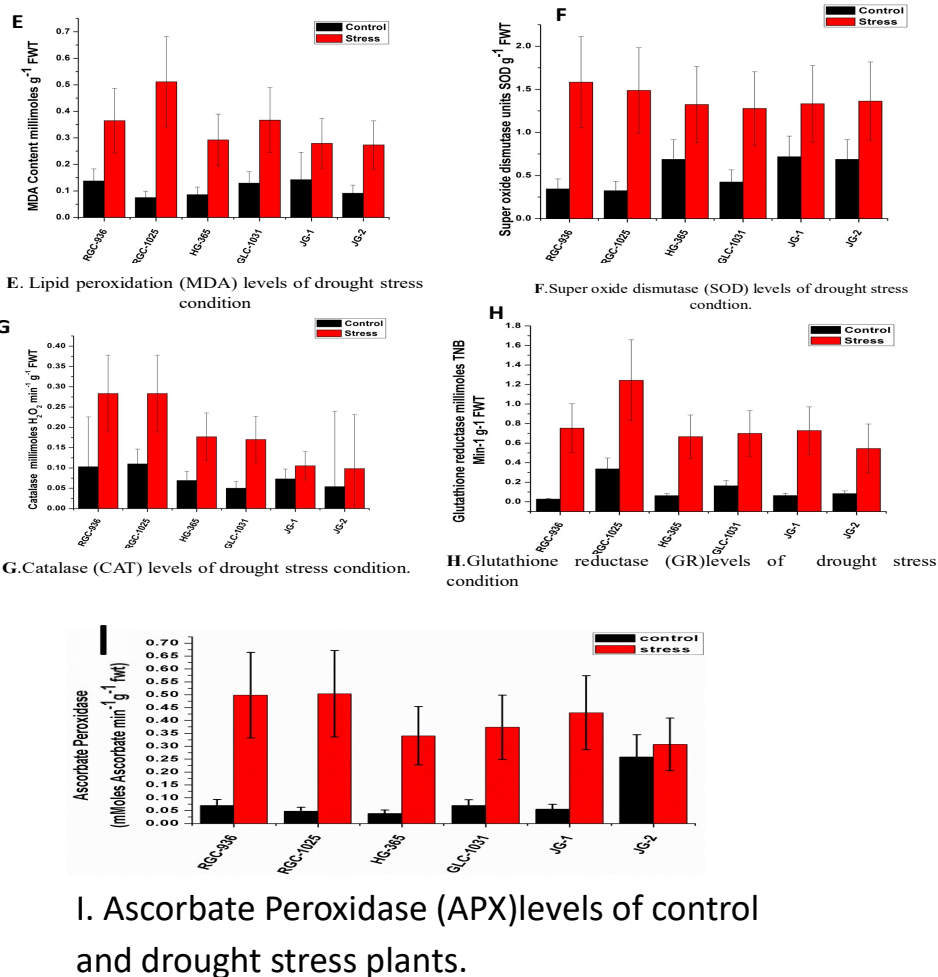 E
Control
Stress
MDA Content millimoles g-1 FWT
0.7
0.6
0.5
0.4
0.3
0.2
0.1
0.0
RGC-936
RGC-1025
HG-365
GLC-1031
JG-1
JG-2
E. Lipid peroxidation (MDA) levels of drought stress
condition
F
Control
Stress
Super oxide dismutase units SOD g-1 FWT
2.0
1.5
1.0
0.5
0.0
RGC-936
RGC-1025
HG-365
GLC-1031
JG-1
JG-2
F.Super oxide dismutase (SOD) levels of drought stress
condtion.
G
Control
Stress
Catalase millimoles H2O2 min-1 g-1 FWT
0.40
0.35
0.30
0.25
0.20
0.15
0.10
0.05
0.00
RGC-936
RGC-1025
HG-365
GLC-1031
JG-1
JG-2
G.Catalase (CAT) levels of drought stress condition.
H
Control
Stress
Glutathione reductase millimoles TNB
Min-1 g-1 FWT
1.8
1.6
1.4
1.2
1.0
0.8
0.6
0.4
0.2
0.0
RGC-936
RGC-1025
HG-365
GLC-1031
JG-1
JG-2
H.Glutathione reductase (GR)levels of drought stress
condition
I
control
stress
Ascorbate Peroxidase
(mMoles Ascorbate min-1g-1 fwt)
0.70
0.65
0.60
0.55
0.50
0.45
0.40
0.35
0.30
0.25
0.20
0.15
0.10
0.05
0.00
RGC-936
RGC-1025
HG-365
GLC-1031
JG-1
JG-2
I. Ascorbate Peroxidase (APX)levels of control
and drought stress plants.